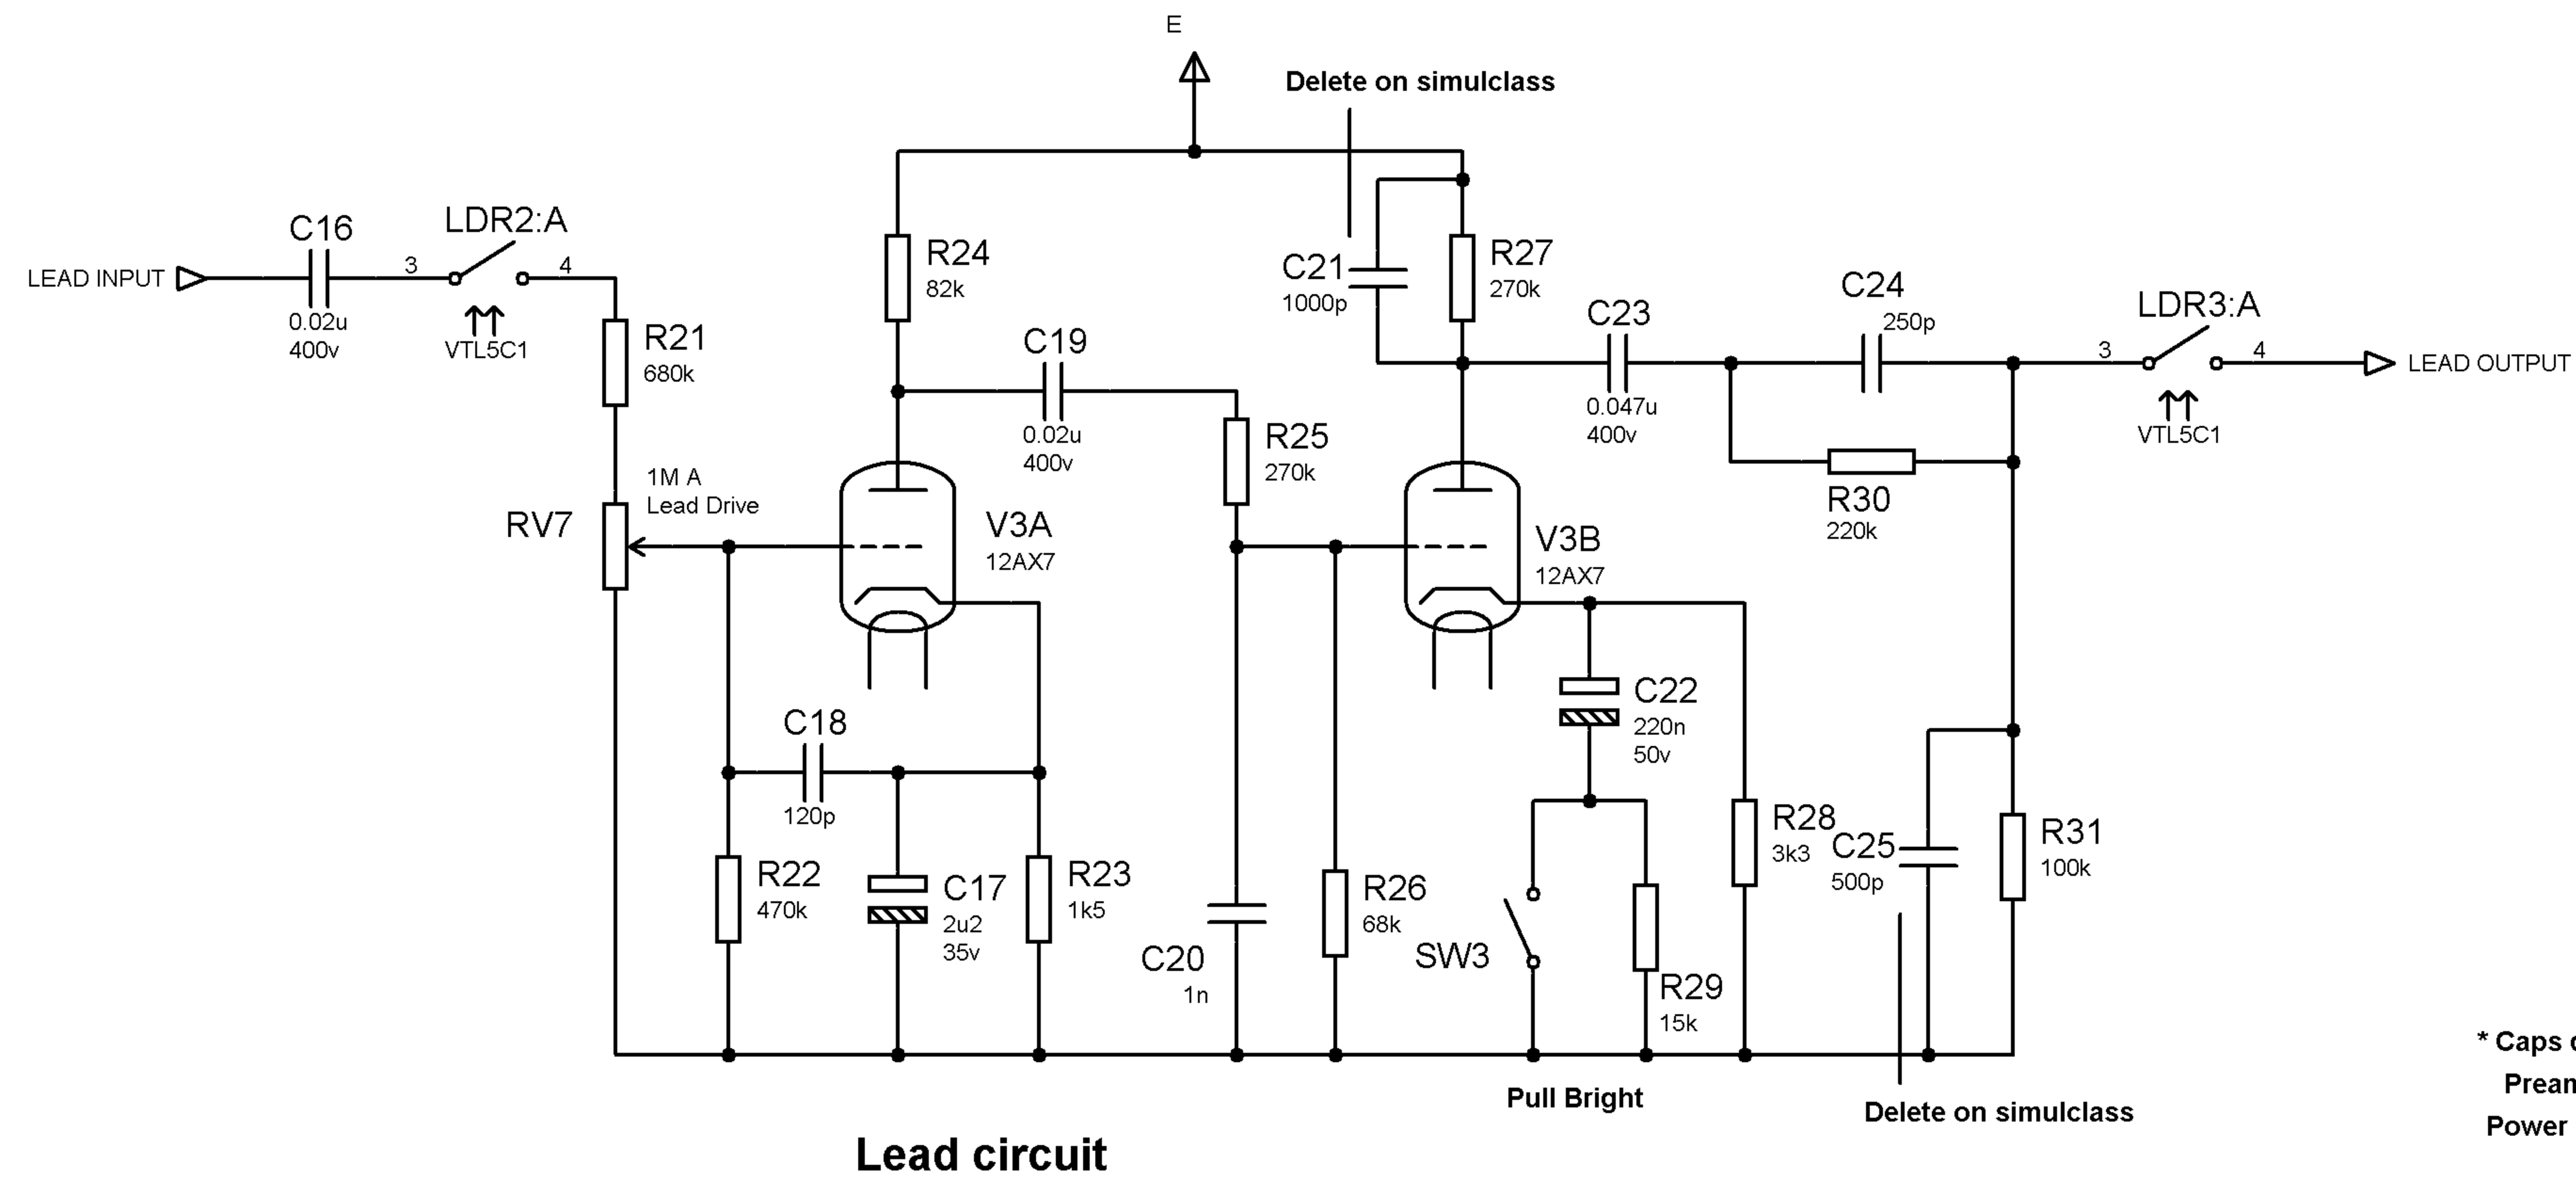 E
Delete on simulclass
LEAD INPUT
C16
0.02u
400v
3
LDR2:A
4
VTL5C1
R21
680k
RV7
1M A
Lead Drive
R24
82k
C19
0.02u
400v
V3A
12AX7
R25
270k
C18
120p
R22
470k
C17
2u2
35v
R23
1k5
C20
1n
R26
68k
C21
1000p
R27
270k
C23
0.047u
400v
C24
250p
R30
220k
LDR3:A
3
4
VTL5C1
LEAD OUTPUT
V3B
12AX7
C22
220n
50v
SW3
R29
15k
R28
3k3
C25
500p
R31
100k
Pull Bright
Delete on simulclass
Lead circuit
* Caps
Power